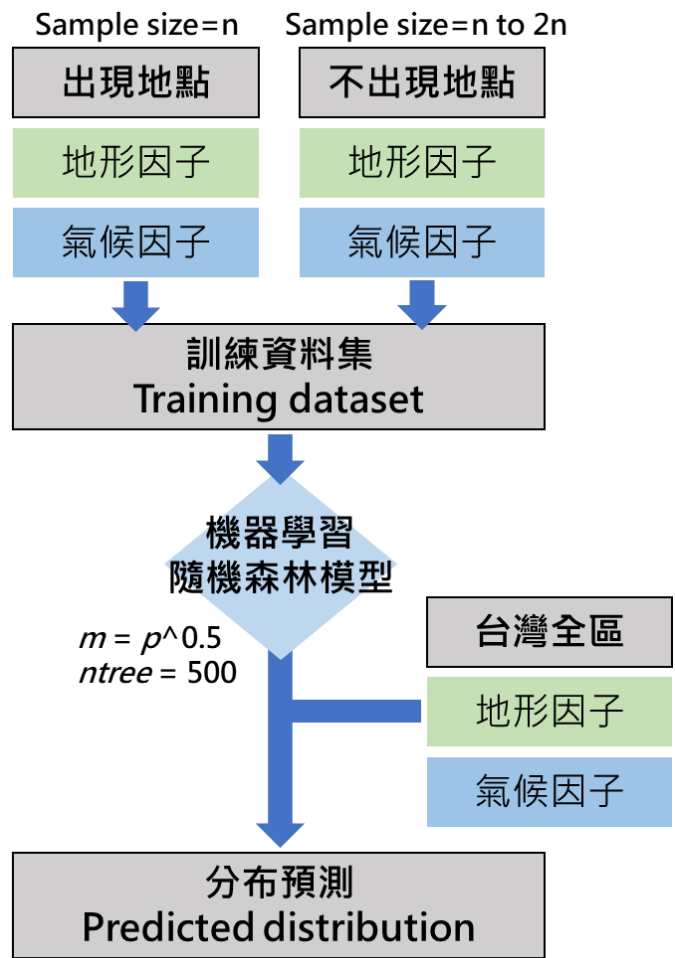 Sample size=n
Sample size=n to 2n
出現地點
不出現地點
地形因子
地形因子
氣候因子
氣候因子
訓練資料集
Training dataset
機器學習
隨機森林模型
m = p^0.5
ntree = 500
台灣全區
地形因子
氣候因子
分布預測
Predicted distribution